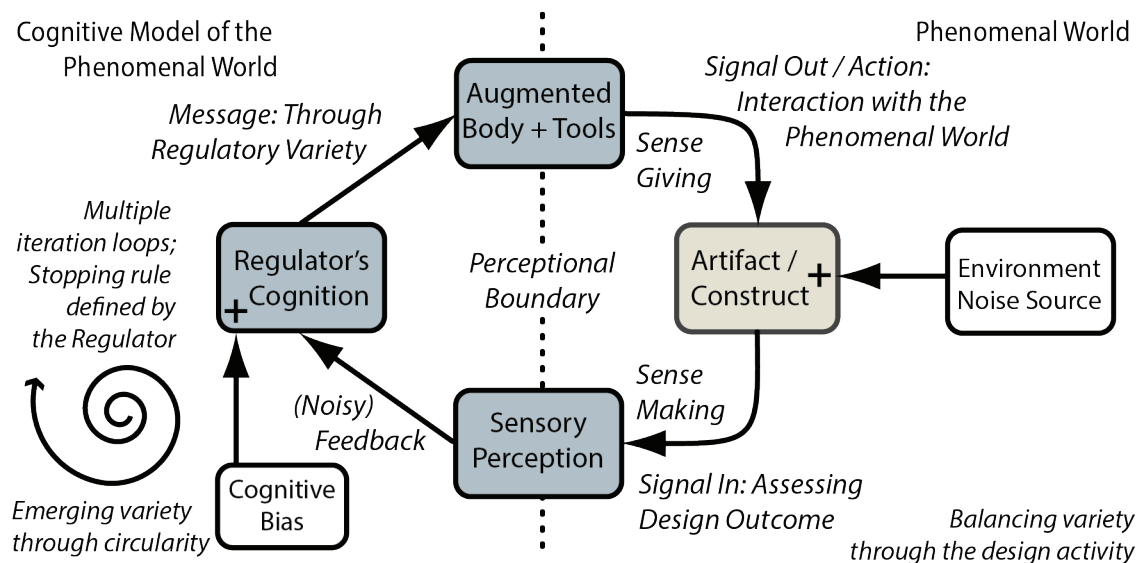 Cognitive Model of the
Phenomenal World
Phenomenal World
Message: Through
Regulatory Variety
Augmented
Body + Tools
Signal Out / Action:
Interaction with the
Phenomenal World
Sense
Giving
Multiple
iteration loops;
Stopping rule
defined by
the Regulator
Regulator's
Cognition
+
Perceptional
Boundary
Artifact /
Construct
+
Environment
Noise Source
(Noisy)
Feedback
Sensory
Perception
Sense
Making
Signal In: Assessing
Design Outcome
Cognitive
Bias
Emerging variety
through circularity
Balancing variety
through the design activity